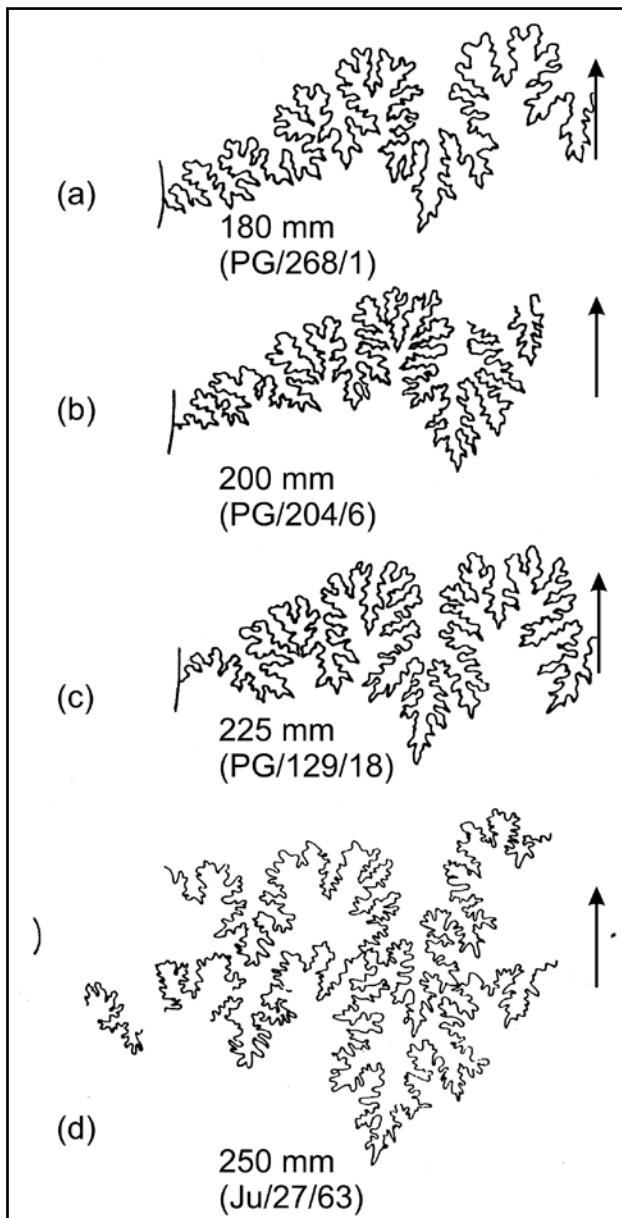 (a)
180 mm
(PG/268/1)
(b)
200 mm
(PG/204/6)
(c)
225 mm
(PG/129/18)
(d)
250 mm
(Ju/27/63)